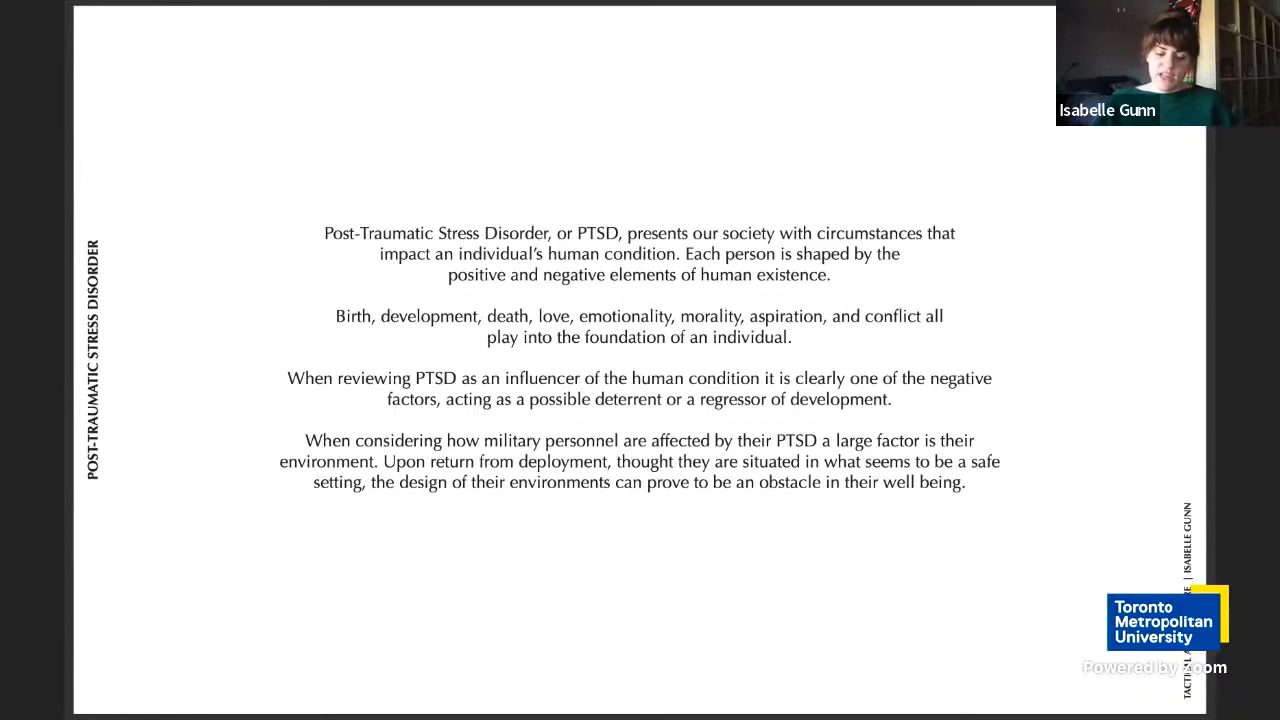 Isabelle Gunn
POST-TRAUMATIC STRESS DISORDER
Post-Traumatic Stress Disorder, or PTSD, presents our society with circumstances that
impact an individual's human condition. Each person is shaped by the
positive and negative elements of human existence.
Birth, development, death, love, emotionality, morality, aspiration, and conflict all
play into the foundation of an individual.
When reviewing PTSD as an influencer of the human condition it is clearly one of the negative
factors, acting as a possible deterrent or a regressor of development.
When considering how military personnel are affected by their PTSD a large factor is their
environment. Upon return from deployment, thought they are situated in what seems to be a safe
setting, the design of their environments can prove to be an obstacle in their well being.
| ISABELLE GUNN
Toronto
Metropolitan
University
Powered by Zoom